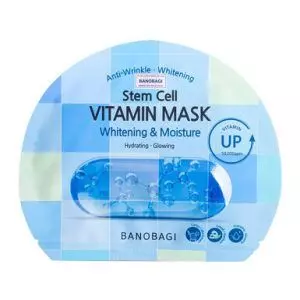 BANOBAGI
Anti-Wrinkle · Whitening
Stem Cell
VITAMIN MASK
Whitening & Moisture
Hydrating · Glowing
VITAMIN
UP
BANOBAGI